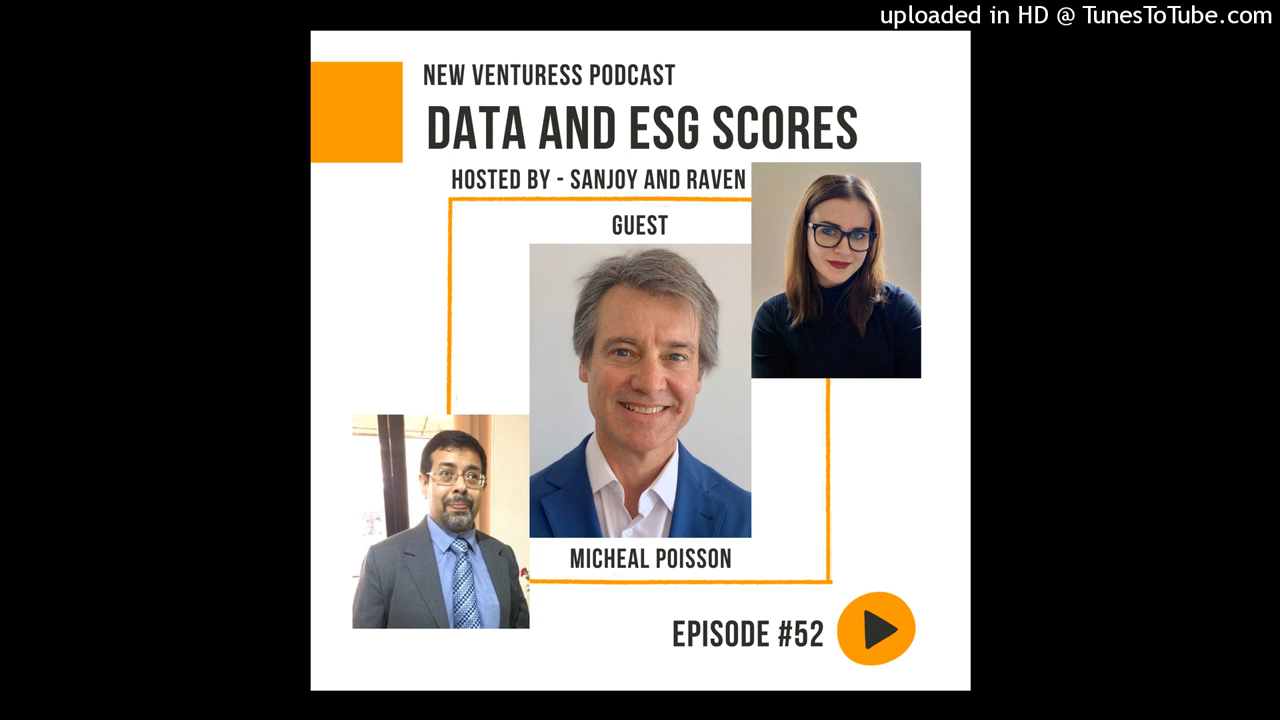 uploaded in HD @ TunesToTube.com
NEW VENTURESS PODCAST
DATA AND ESG SCORES
HOSTED BY - SANJOY AND RAVEN
GUEST
MICHEAL POISSON
EPISODE #52